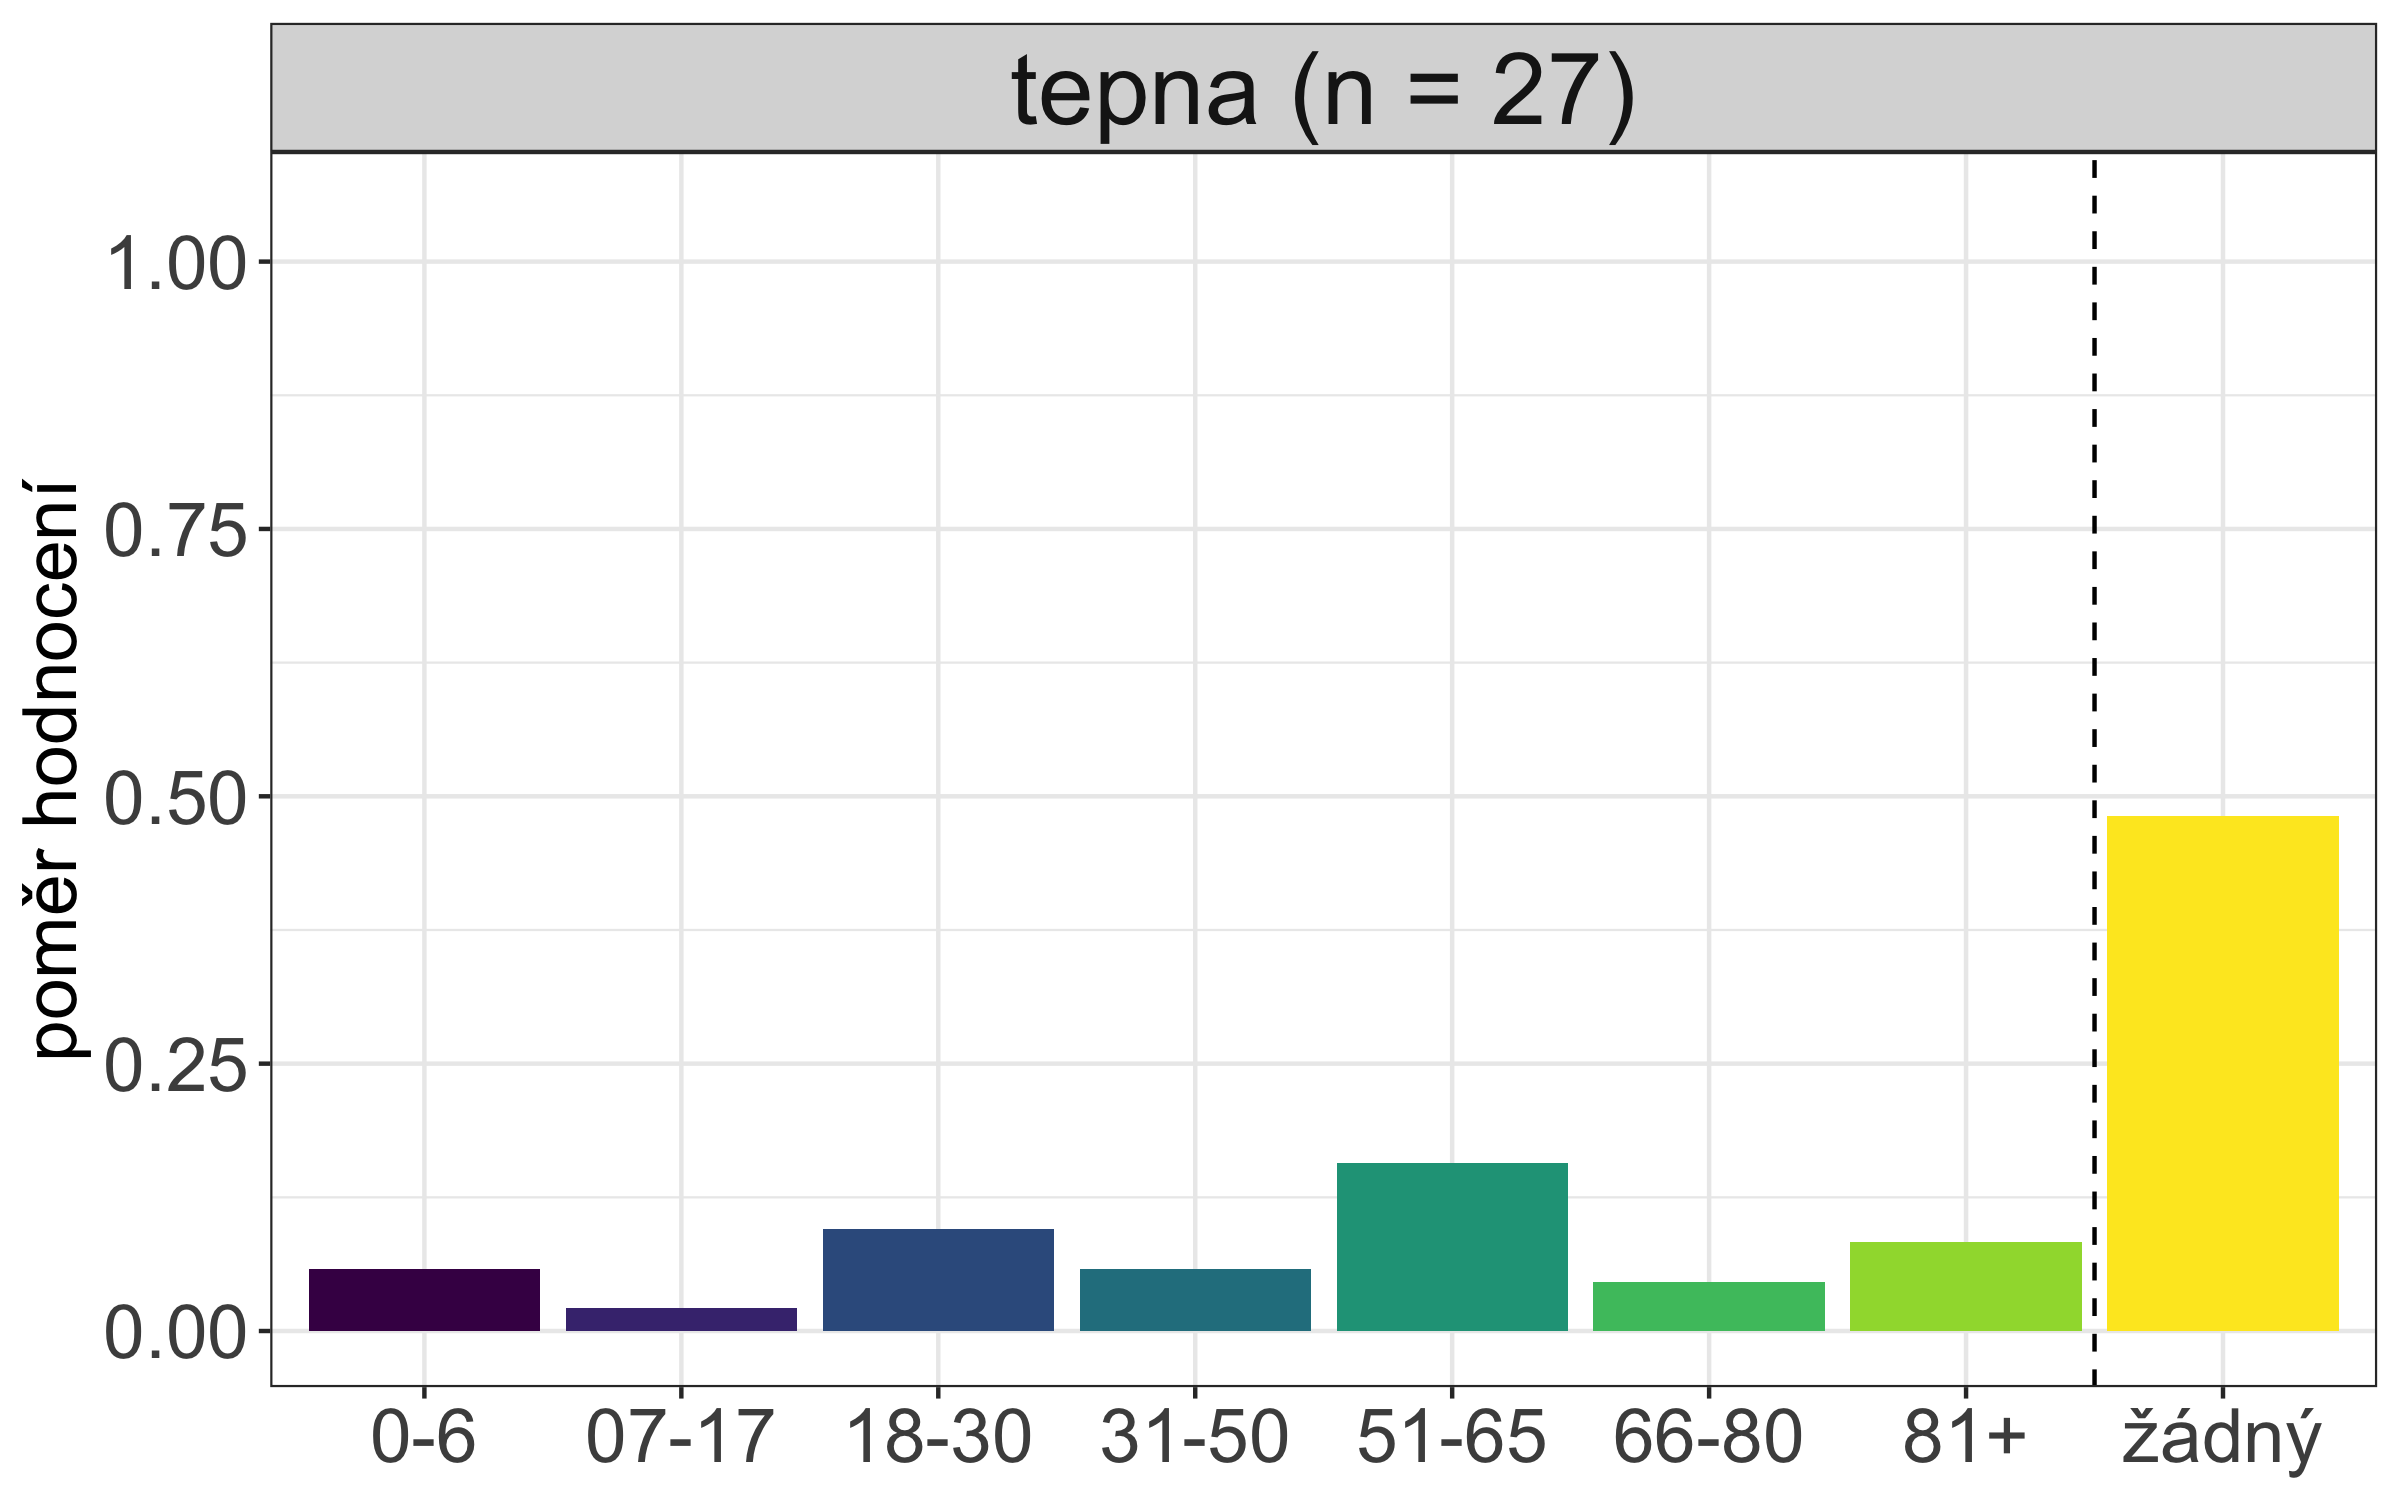 tepna (n = 27)
poměr hodnocení
1.00
0.75
0.50
0.25
0.00
0-6 07-17 18-30 31-50 51-65 66-80 81+ žádný